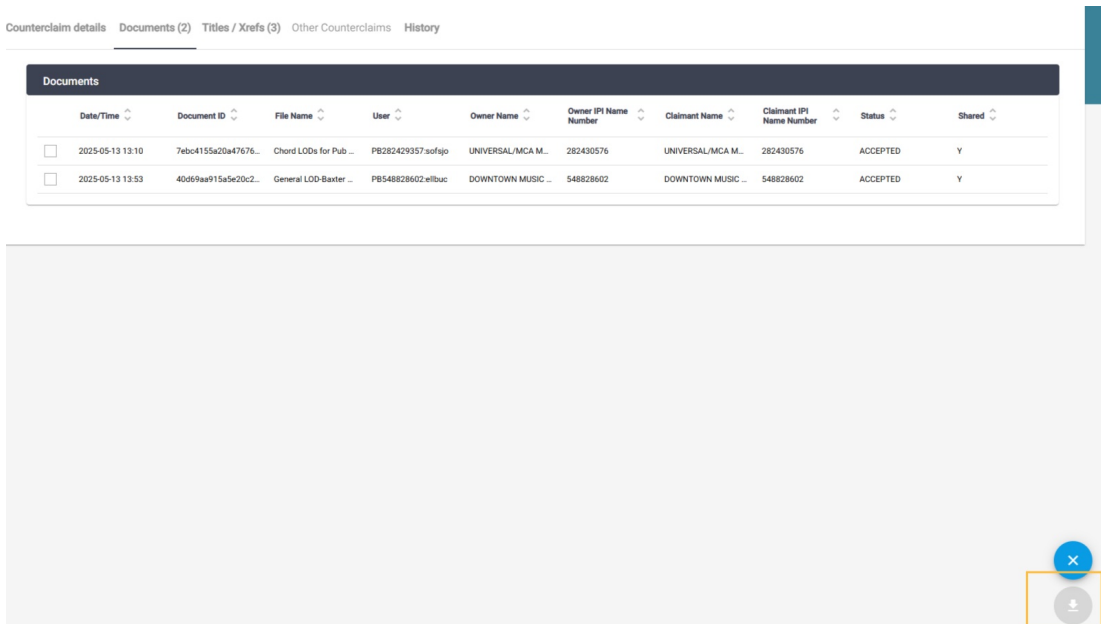 Counterclaim details Documents (2) Titles / Xrefs (3) Other Counterclaims History
Documents
Date/Time Document ID File Name User Owner Name Owner IPI Name Number Claimant Name Claimant IPI Name Number Status Shared
2025-05-13 13:10 7ebc4155a20a47676... Chord LODs for Pub ... PB282429357:sofsjo UNIVERSAL/MCA M... 282430576 UNIVERSAL/MCA M... 282430576 ACCEPTED Y
2025-05-13 13:53 40d69aa915a5e20c2... General LOD-Baxter ... PB548828602:ellbuc DOWNTOWN MUSIC ... 548828602 DOWNTOWN MUSIC ... 548828602 ACCEPTED Y